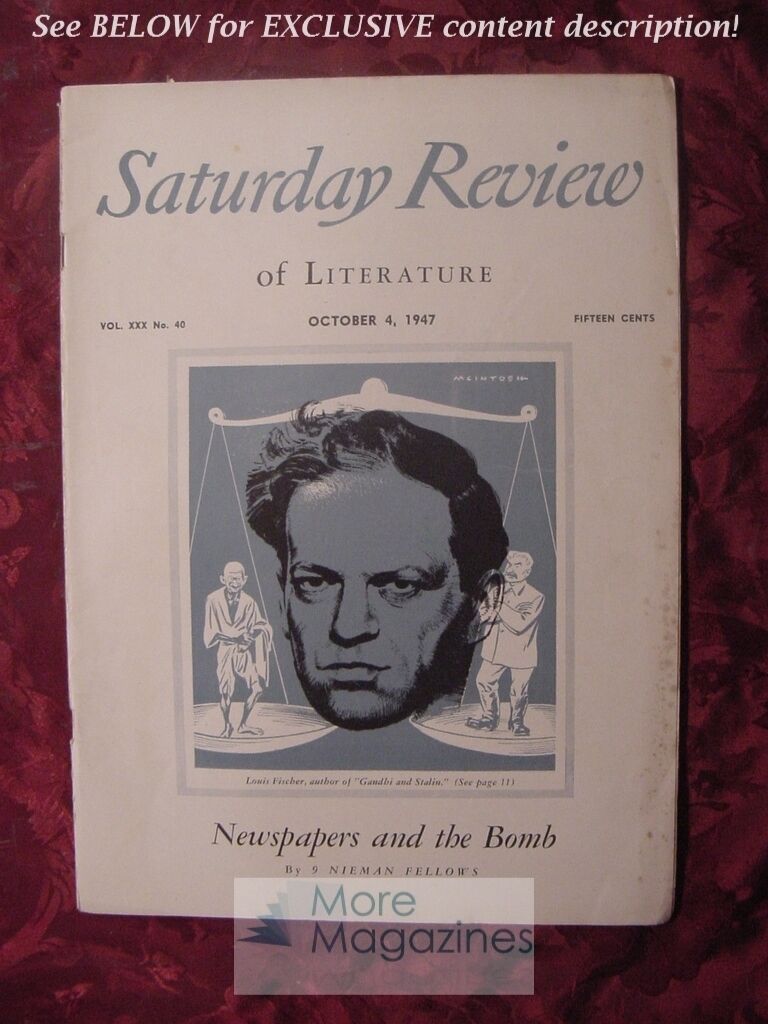 See BELOW for EXCLUSIVE content description!
Saturday Review
of LITERATURE
VOL. XXX No. 40 OCTOBER 4, 1947 FIFTEEN CENTS
MCINTOSH
Louis Fischer, author of "Gandhi and Stalin." (See page 11)
Newspapers and the Bomb
By 9 NIEMAN FELLOWS
More
Magazines